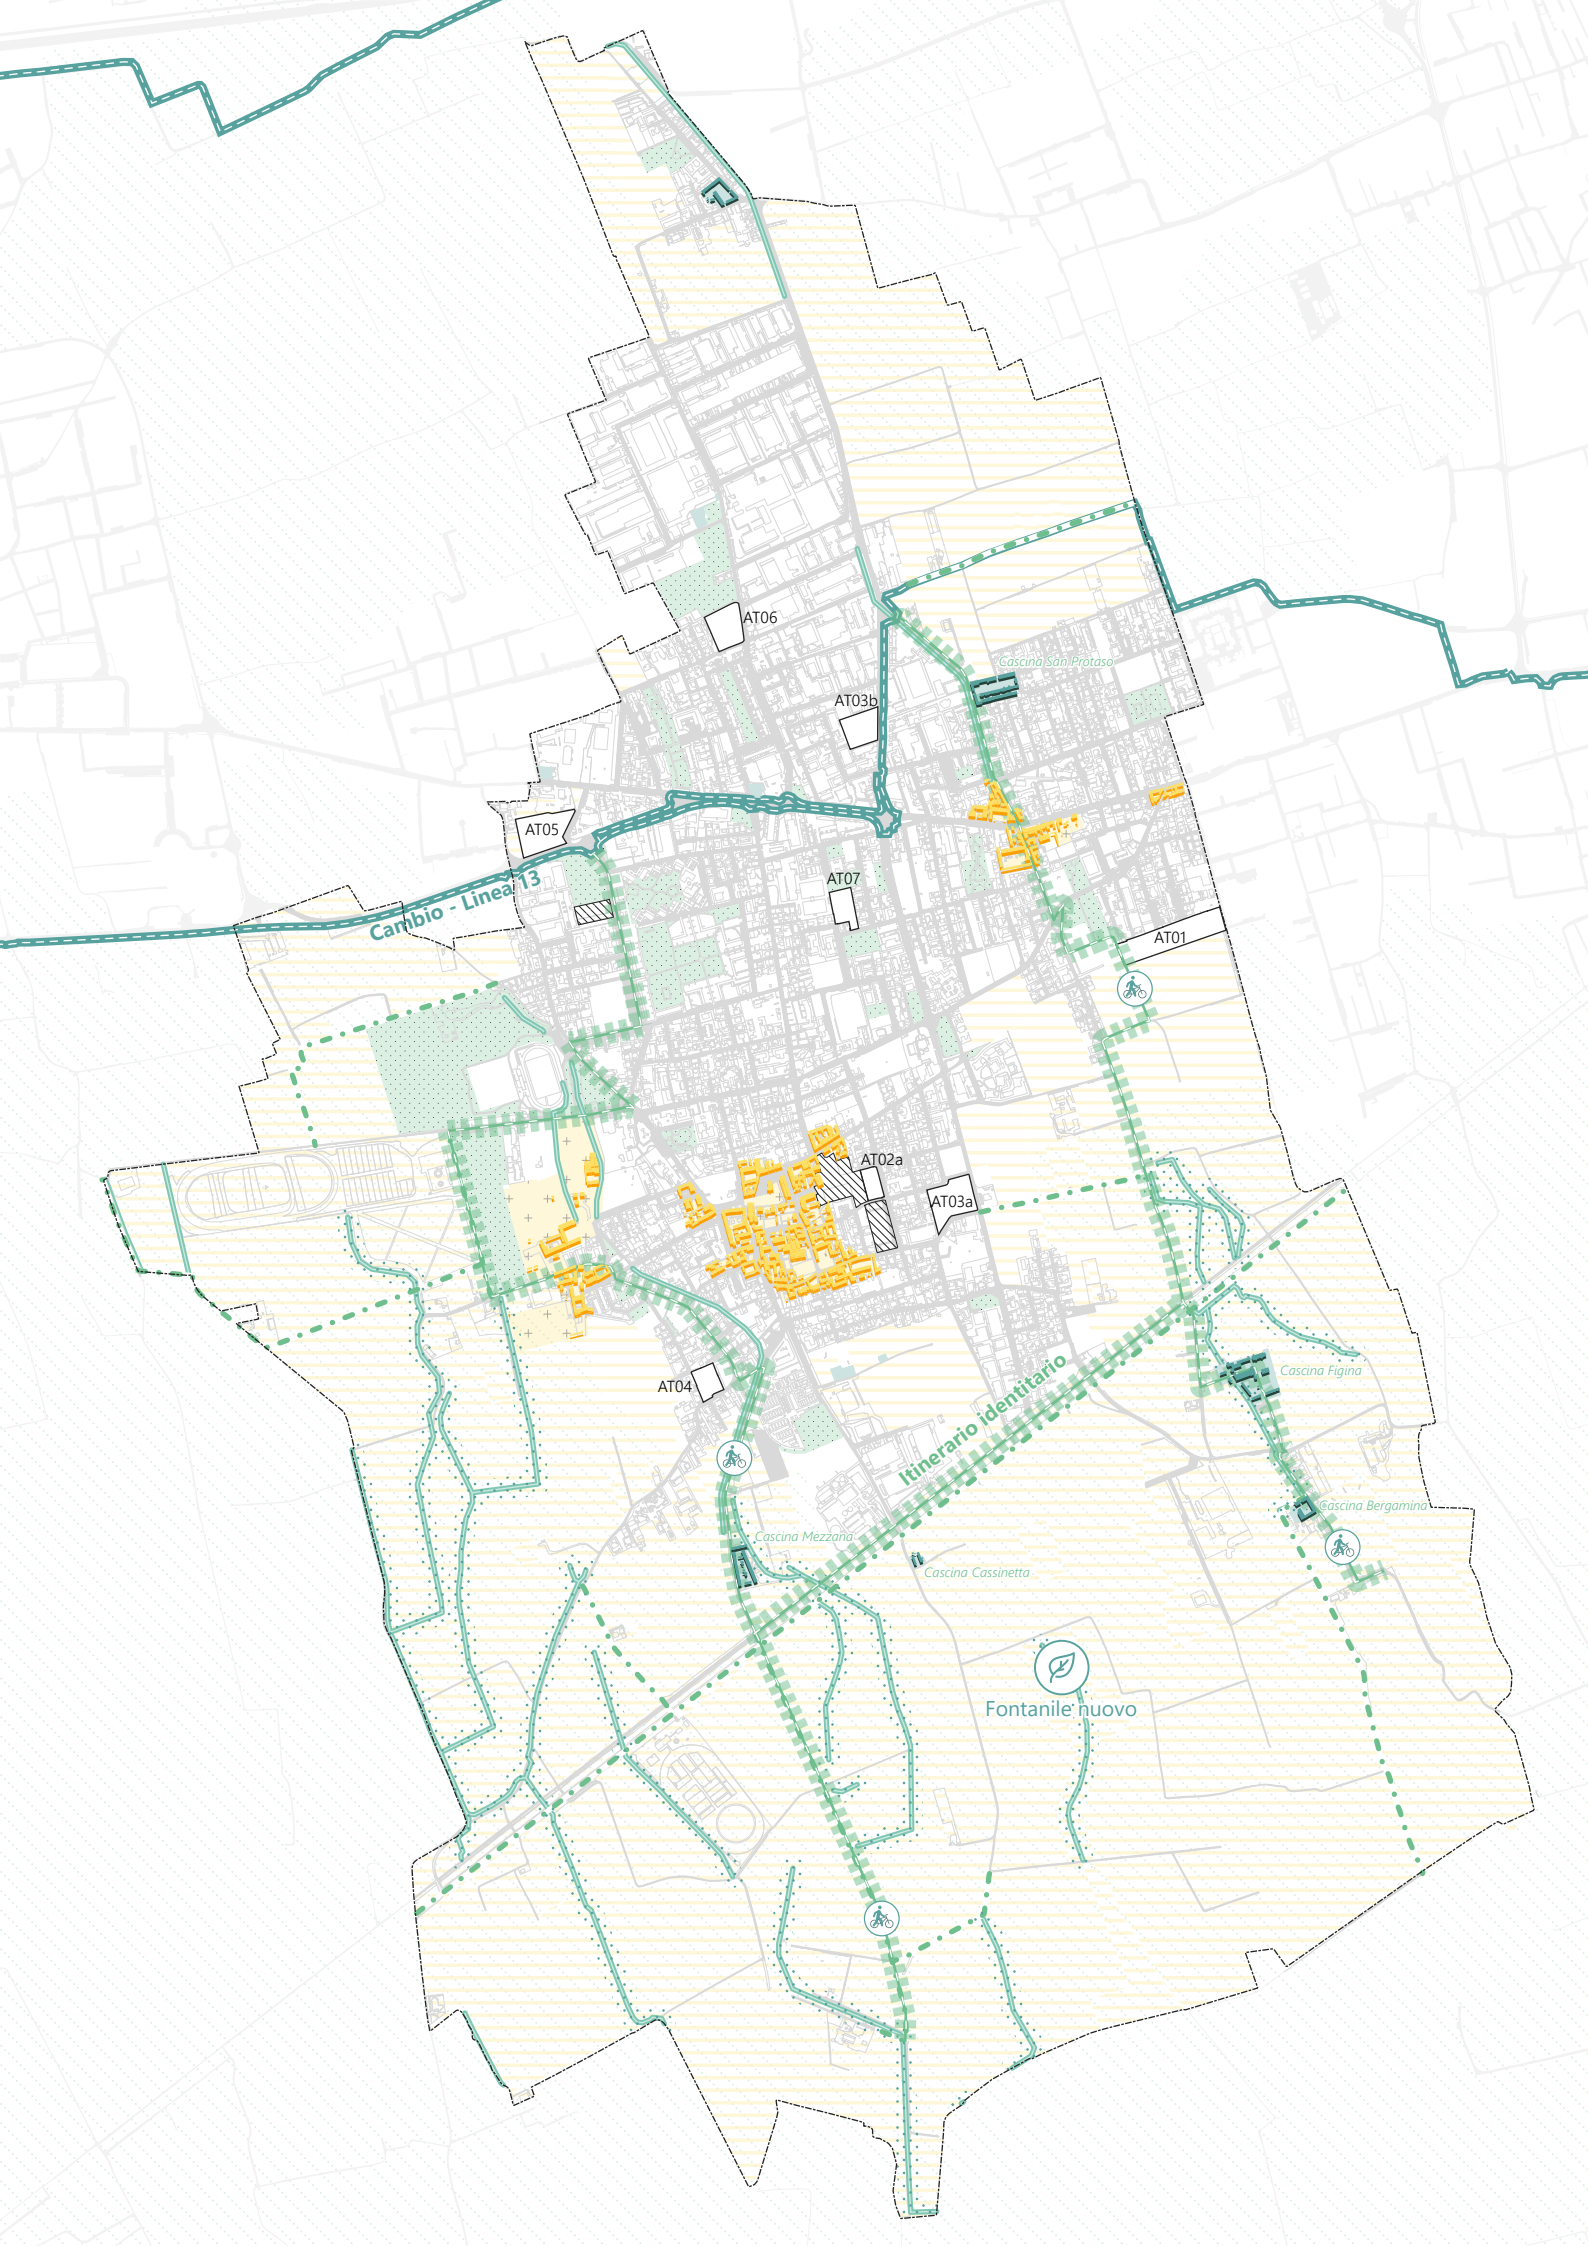 AT06
Cascina San Protaso
AT03b
AT05
Cambio - Linea 13
AT07
AT01
AT02a
AT03a
Itinerario identitario
Cascina Figina
AT04
Cascina Bergamina
Cascina Mezzana
Cascina Cassinetta
Fontanile nuovo